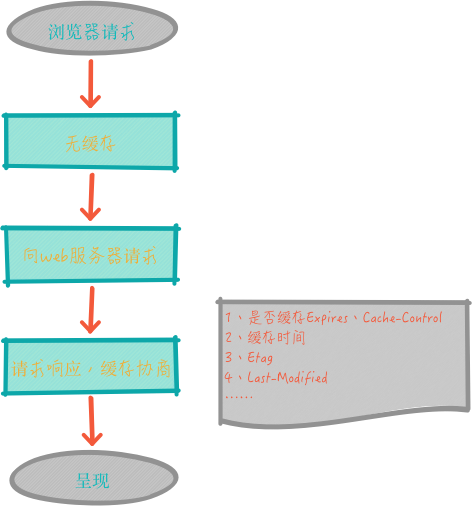 浏览器请求
无缓存
向web服务器请求
请求响应，缓存协商
1、是否缓存Expires、Cache-Control
2、缓存时间
3、Etag
4、Last-Modified
......
呈现